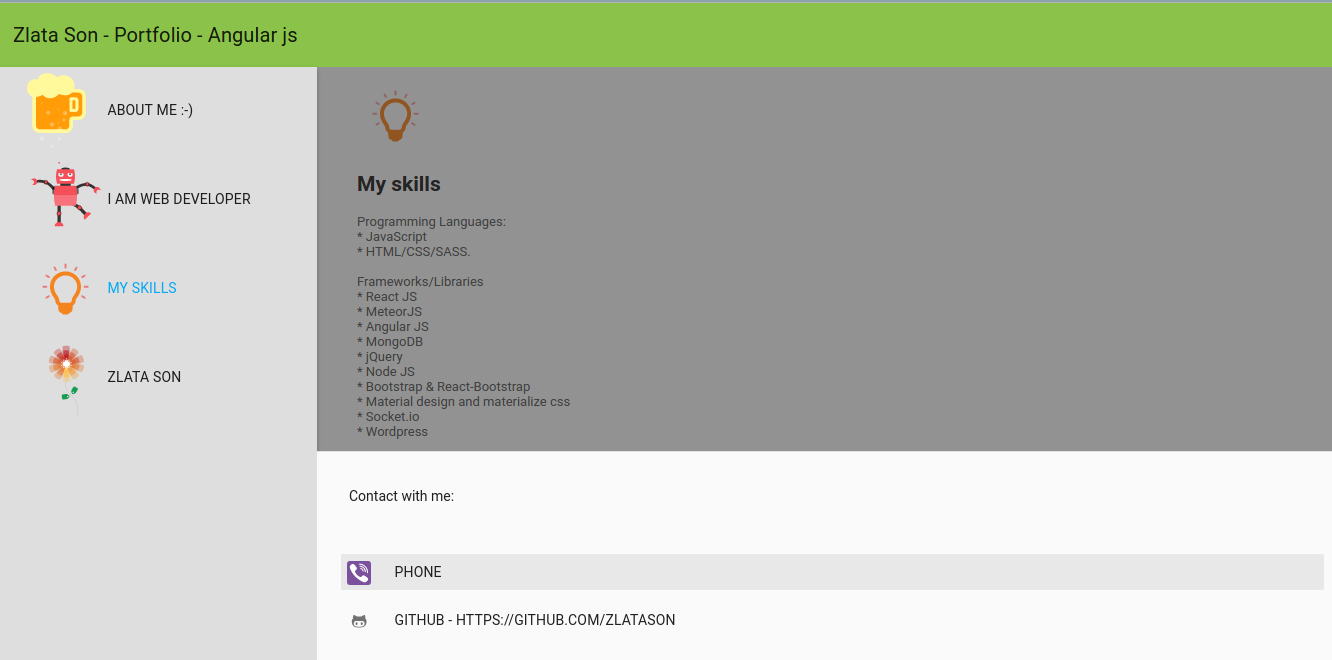 Zlata Son - Portfolio - Angular js
ABOUT ME :-)
I AM WEB DEVELOPER
MY SKILLS
ZLATA SON
My skills
Programming Languages:
* JavaScript
* HTML/CSS/SASS.
Frameworks/Libraries
* React JS
* MeteorJS
* Angular JS
* MongoDB
* jQuery
* Node JS
* Bootstrap & React-Bootstrap
* Material design and materialize css
* Socket.io
* Wordpress
Contact with me:
PHONE
GITHUB - HTTPS://GITHUB.COM/ZLATASON